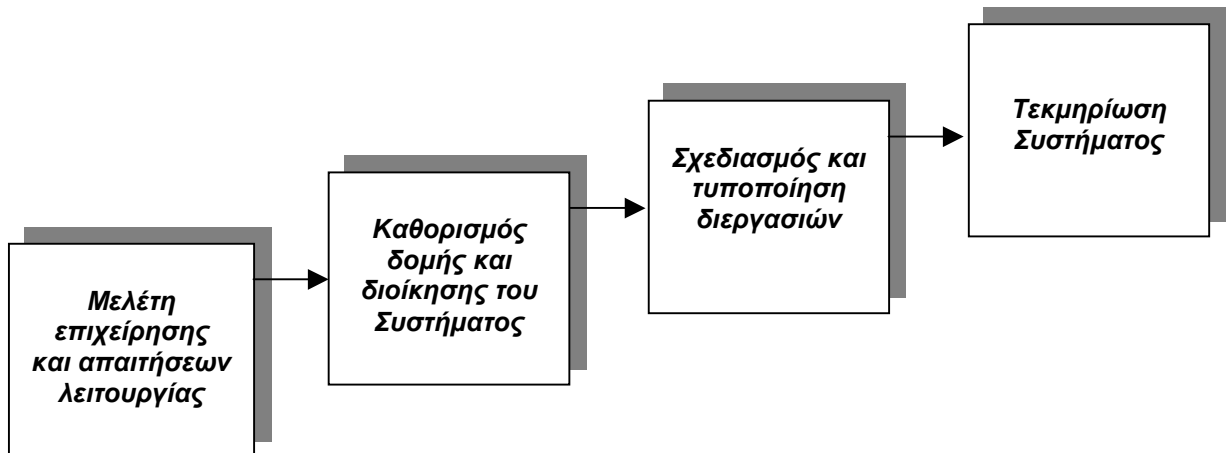 Μελέτη
επιχείρησης
και απαιτήσεων
λειτουργίας
Καθορισμός
δομής και
διοίκησης του
Συστήματος
Σχεδιασμός και
τυποποίηση
διεργασιών
Τεκμηρίωση
Συστήματος